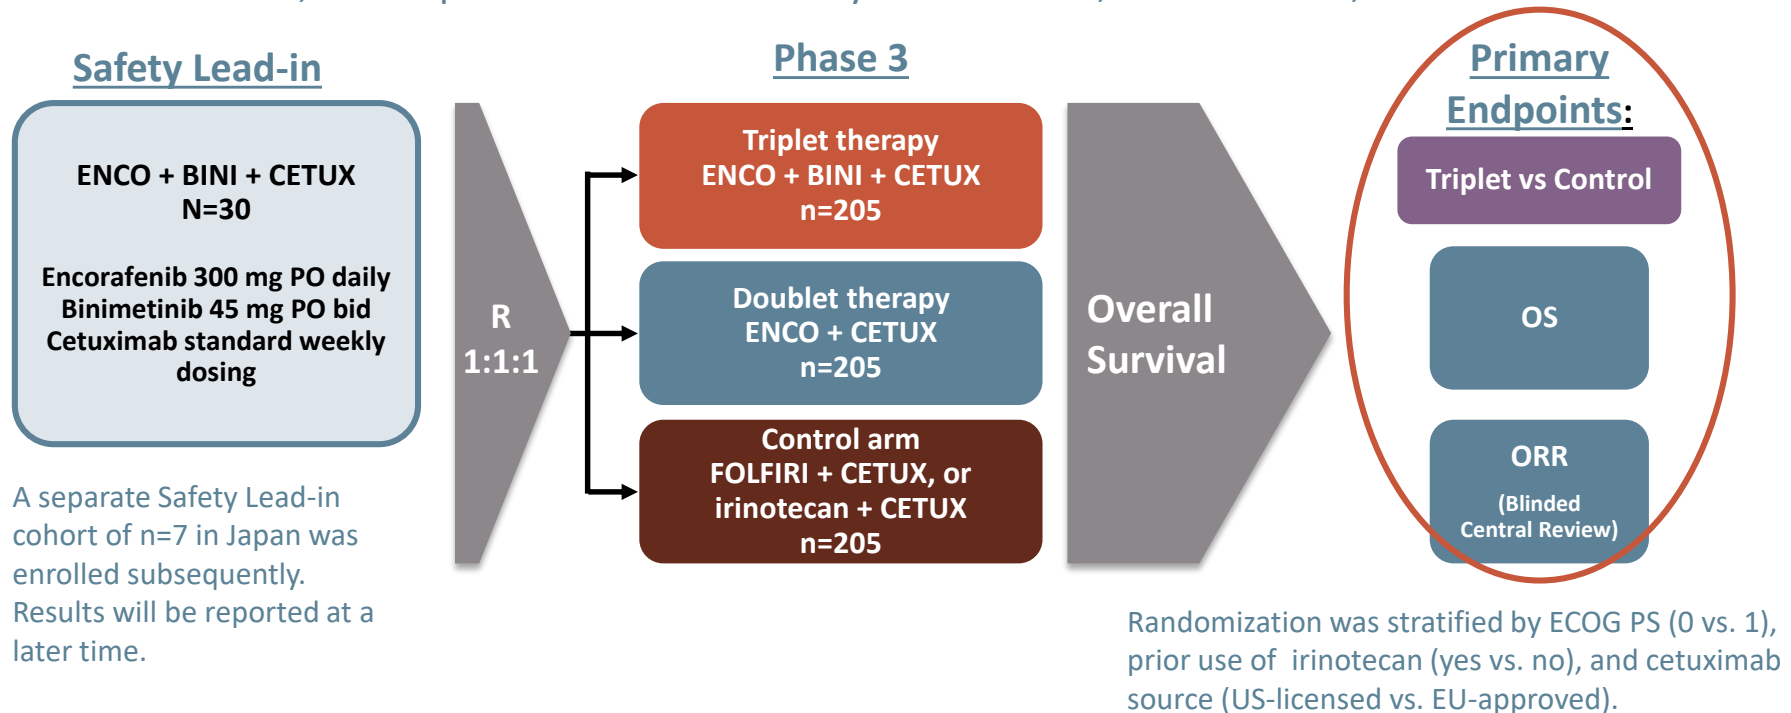 Safety Lead-in
ENCO + BINI + CETUX
N=30
Encorafenib 300 mg PO daily
Binimetinib 45 mg PO bid
Cetuximab standard weekly
dosing
A separate Safety Lead-in
cohort of n=7 in Japan was
enrolled subsequently.
Results will be reported at a
later time.
R
1:1:1
Phase 3
Triplet therapy
ENCO + BINI + CETUX
n=205
Doublet therapy
ENCO + CETUX
n=205
Control arm
FOLFIRI + CETUX, or
irinotecan + CETUX
n=205
Overall
Survival
Primary
Endpoints:
Triplet vs Control
OS
ORR
(Blinded
Central Review)
Randomization was stratified by ECOG PS (0 vs. 1),
prior use of irinotecan (yes vs. no), and cetuximab
source (US-licensed vs. EU-approved).